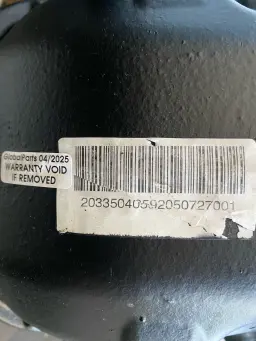 GlobalParts 04/2025
WARRANTY VOID
IF REMOVED
20335040592050727001